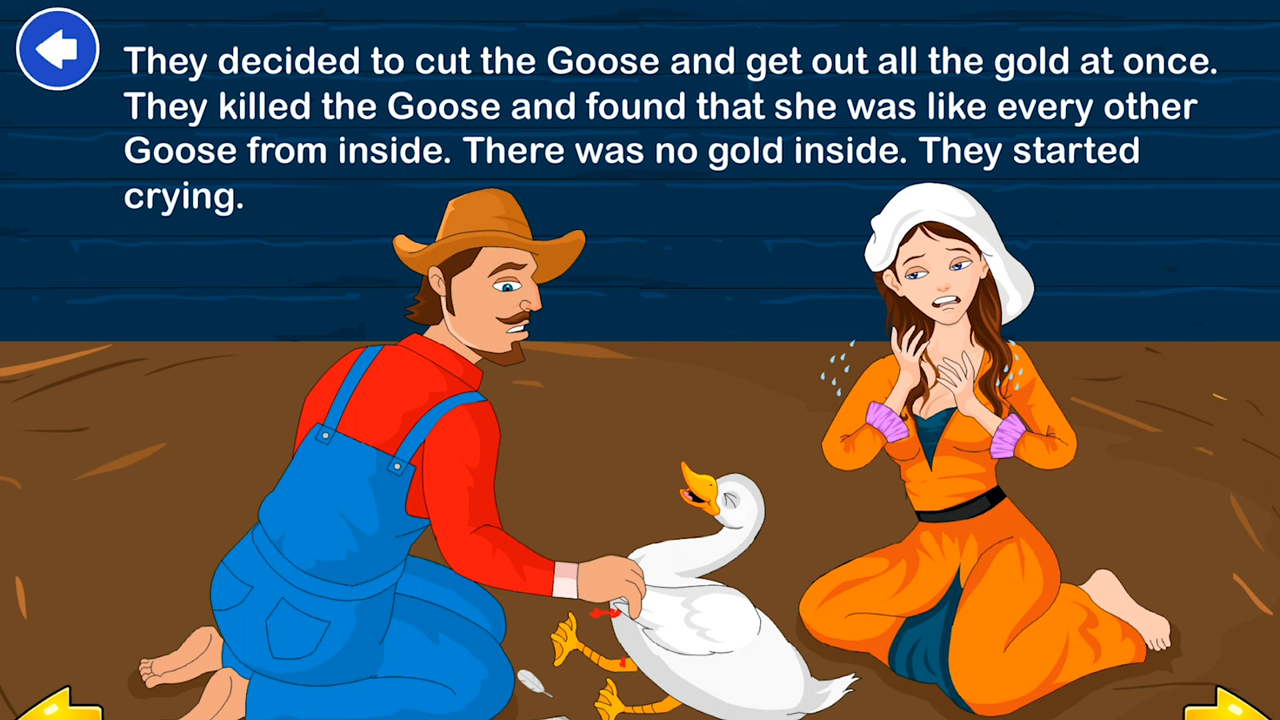 They decided to cut the Goose and get out all the gold at once.
They killed the Goose and found that she was like every other
Goose from inside. There was no gold inside. They started
crying.